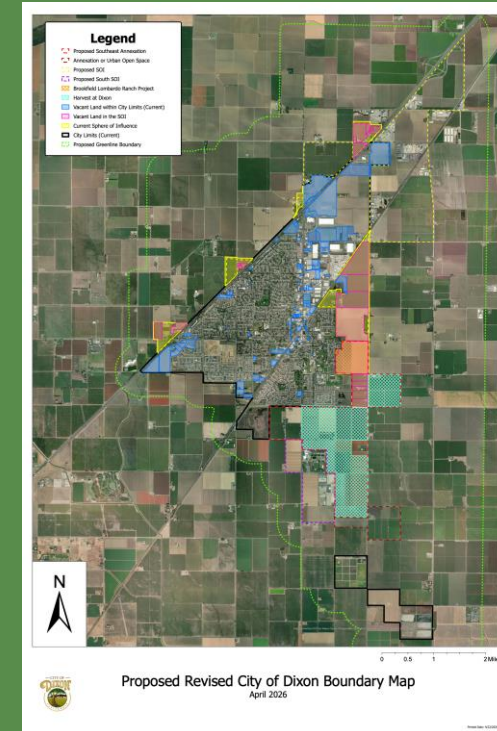 Legend
Proposed Southeast Annexation
Annexation or Urban Open Space
Proposed SOI
Proposed South SOI
Brookfield Lombardo Ranch Project
Harvest at Dixon
Vacant Land within City Limits (Current)
Vacant Land in the SOI
Current Sphere of Influence
City Limits (Current)
Proposed Greenline Boundary
N
0 0.5 1 2 Miles
DIXON
Proposed Revised City of Dixon Boundary Map
April 2026